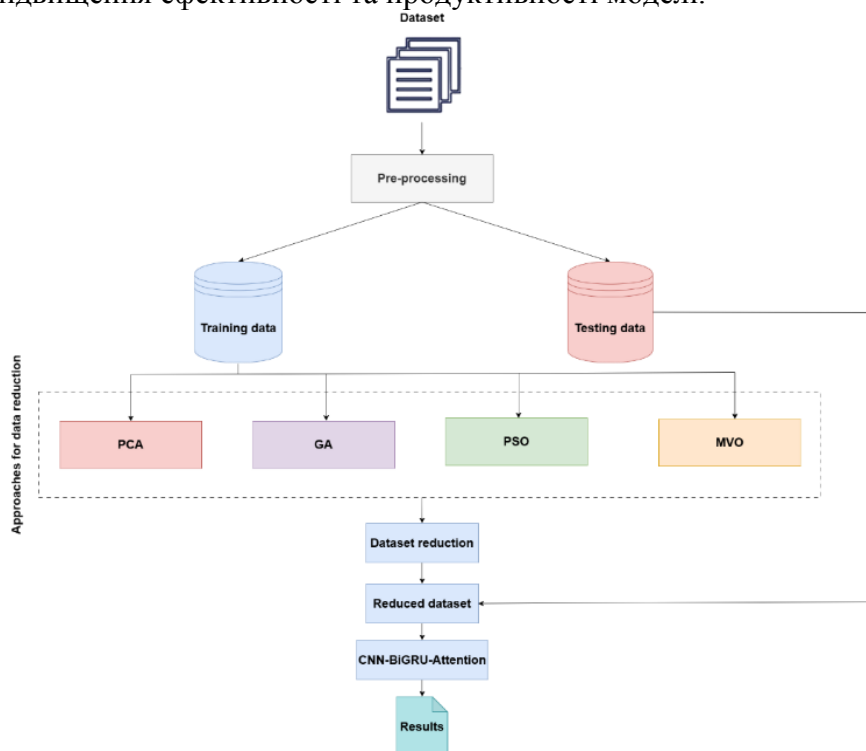 ефективності та продуктивності моделі.
Dataset
Pre-processing
Training data
Testing data
Approaches for data reduction
PCA
GA
PSO
MVO
Dataset reduction
Reduced dataset
CNN-BiGRU-Attention
Results